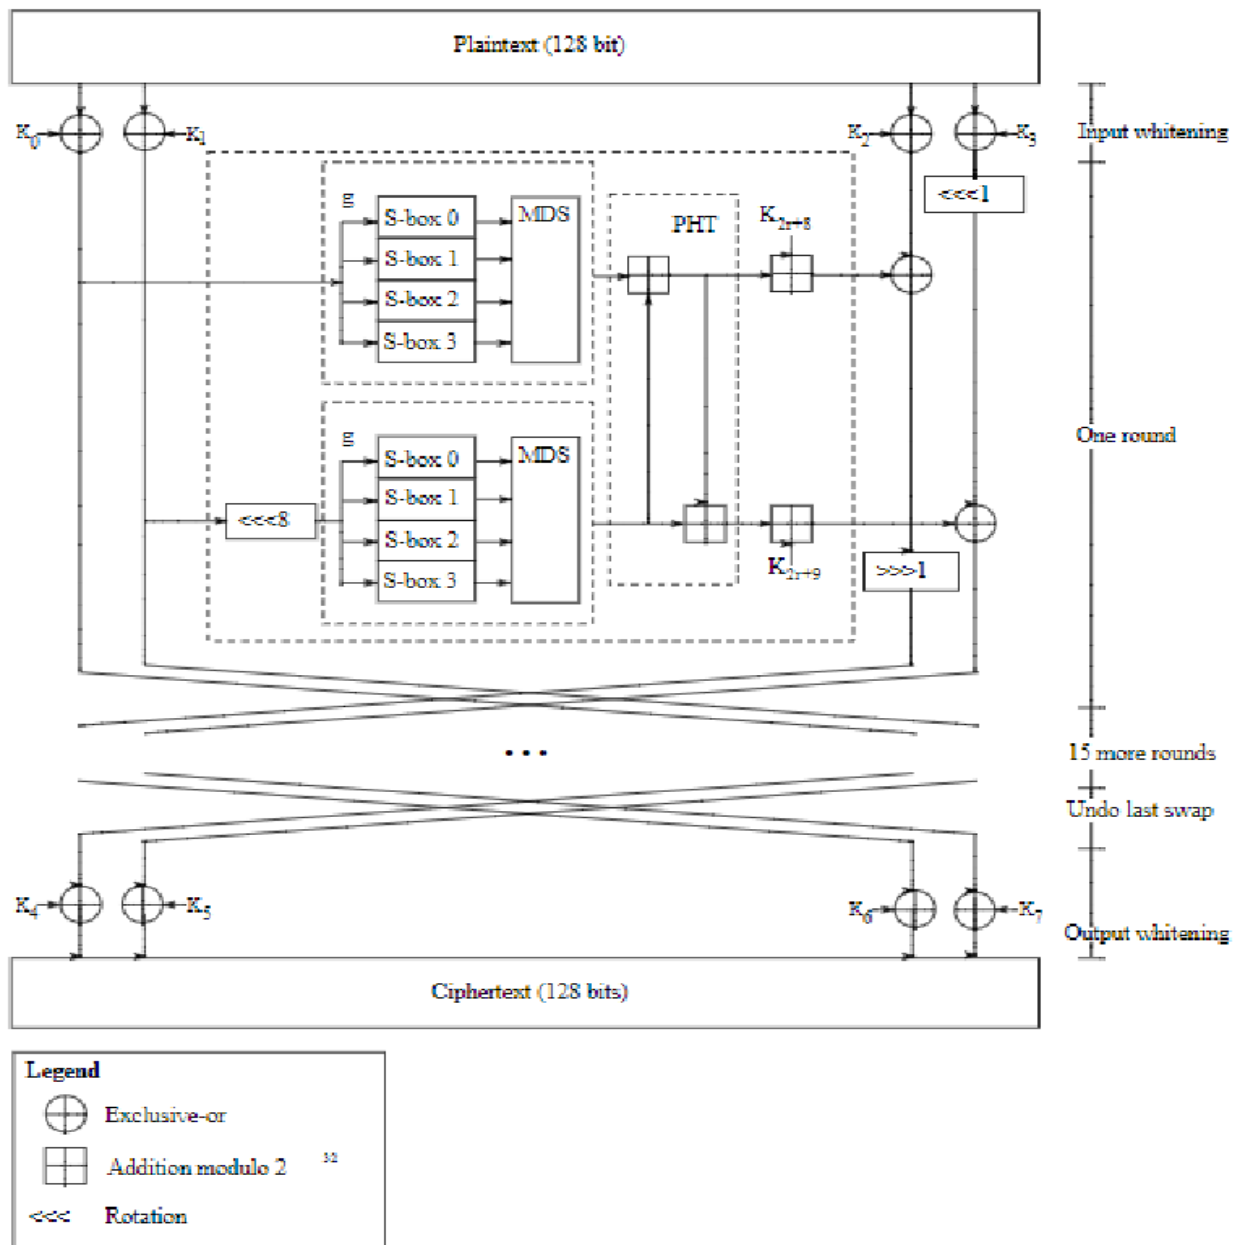 Plaintext (128 bit)
K0
K1
K2
K3
Input whitening
<<<1
g
S-box 0
S-box 1
S-box 2
S-box 3
MDS
PHT
K2r+8
One round
g
S-box 0
S-box 1
S-box 2
S-box 3
MDS
<<<8
K2r+9
>>>1
...
15 more rounds
Undo last swap
K4
K5
K6
K7
Output whitening
Ciphertext (128 bits)
Legend
Exclusive-or
Addition modulo 2 32
<<< Rotation